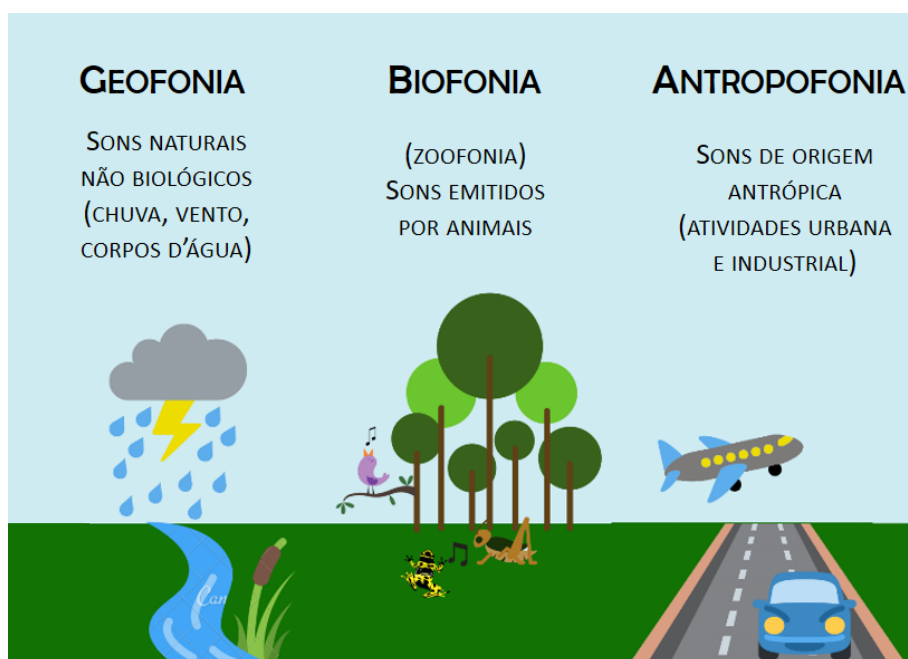 GEOFONIA
SONS NATURAIS
NÃO BIOLÓGICOS
(CHUVA, VENTO,
CORPOS D'ÁGUA)
BIOFONIA
(ZOOFONIA)
SONS EMITIDOS
POR ANIMAIS
ANTROPOFONIA
SONS DE ORIGEM
ANTRÓPICA
(ATIVIDADES URBANA
E INDUSTRIAL)